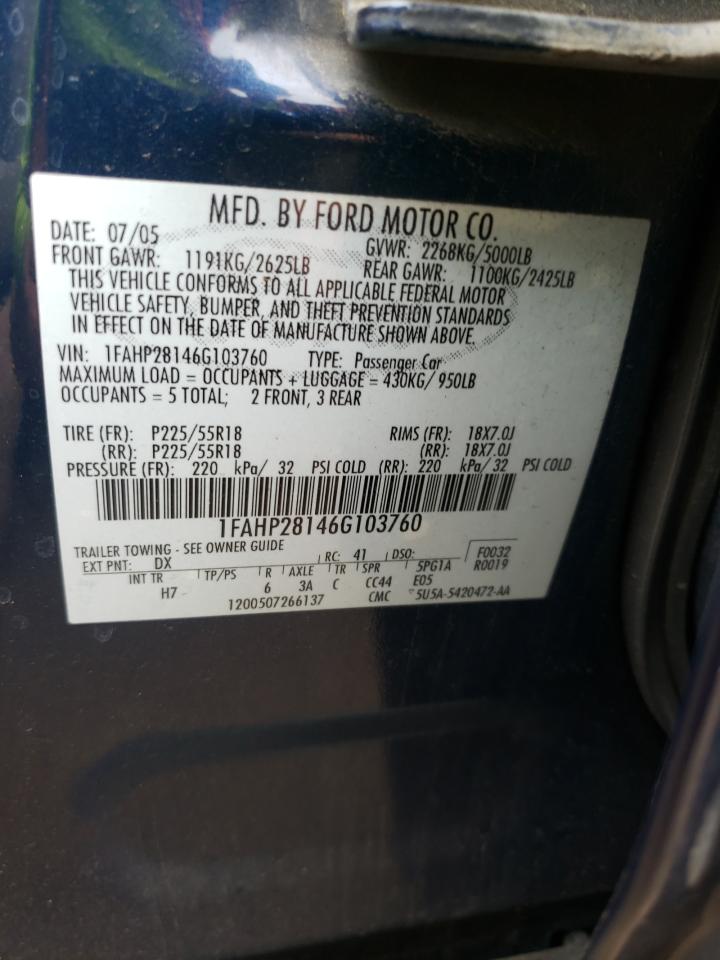 MFD. BY FORD MOTOR CO.
DATE: 07/05 GVWR: 2268KG/5000LB
FRONT GAWR: 1191KG/2625LB REAR GAWR: 1100KG/2425LB
THIS VEHICLE CONFORMS TO ALL APPLICABLE FEDERAL MOTOR
VEHICLE SAFETY, BUMPER, AND THEFT PREVENTION STANDARDS
IN EFFECT ON THE DATE OF MANUFACTURE SHOWN ABOVE.
VIN: 1FAHP28146G103760 TYPE: Passenger Car
MAXIMUM LOAD = OCCUPANTS + LUGGAGE = 430KG/ 950LB
OCCUPANTS = 5 TOTAL; 2 FRONT, 3 REAR
TIRE (FR): P225/55R18 RIMS (FR): 18X7.0J
(RR): P225/55R18 (RR): 18X7.0J
PRESSURE (FR): 220 kPa/ 32 PSI COLD (RR): 220 kPa/ 32 PSI COLD
1FAHP28146G103760
TRAILER TOWING - SEE OWNER GUIDE F0032
EXT PNT: DX RC: 41 DSO: R0019
INT TR TP/PS R AXLE TR SPR 5PG1A
H7 6 3A C CC44 E05
1200507266137 CMC 5U5A-5420472-AA